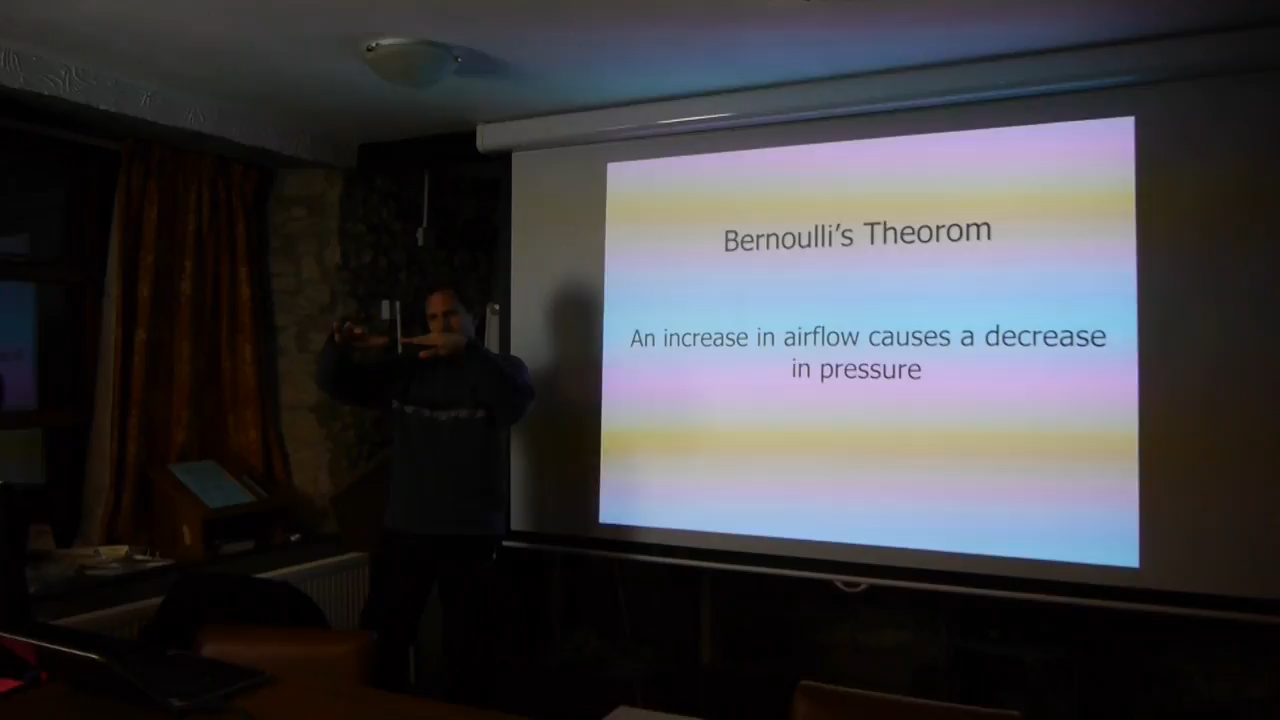 Bernoulli's Theorom
An increase in airflow causes a decrease
in pressure